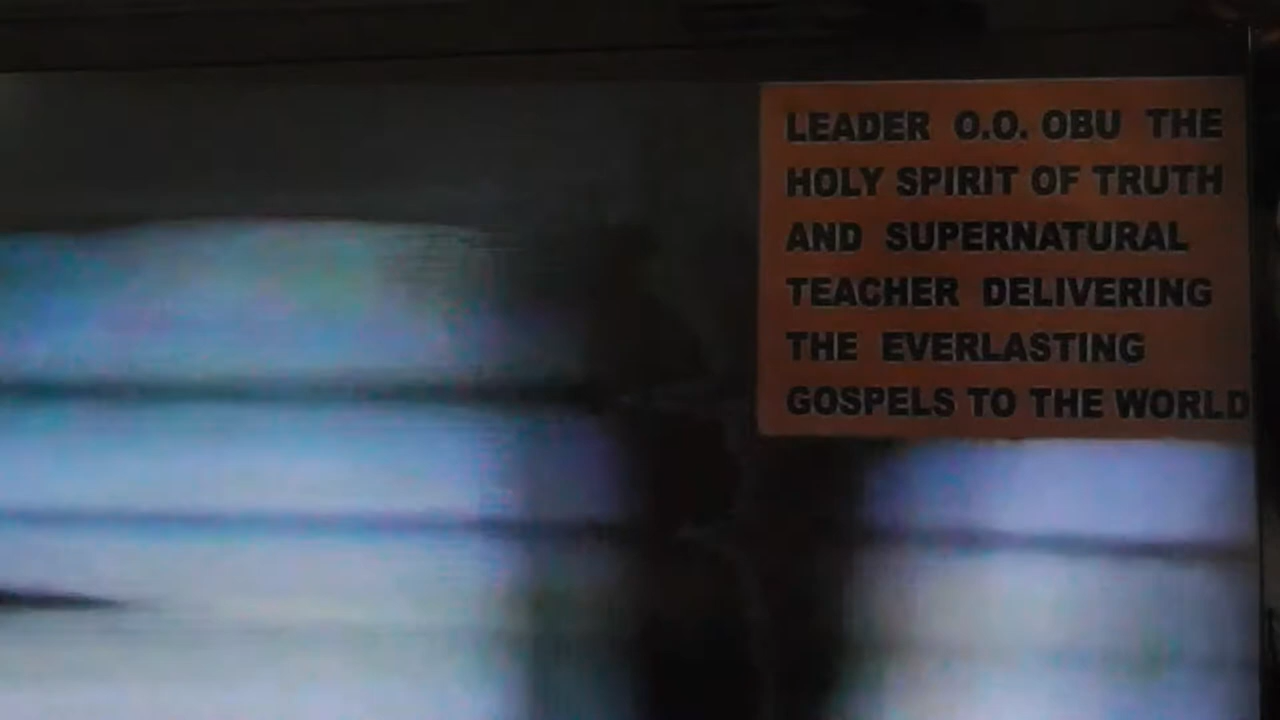 LEADER O.O. OBU THE
HOLY SPIRIT OF TRUTH
AND SUPERNATURAL
TEACHER DELIVERING
THE EVERLASTING
GOSPELS TO THE WORLD